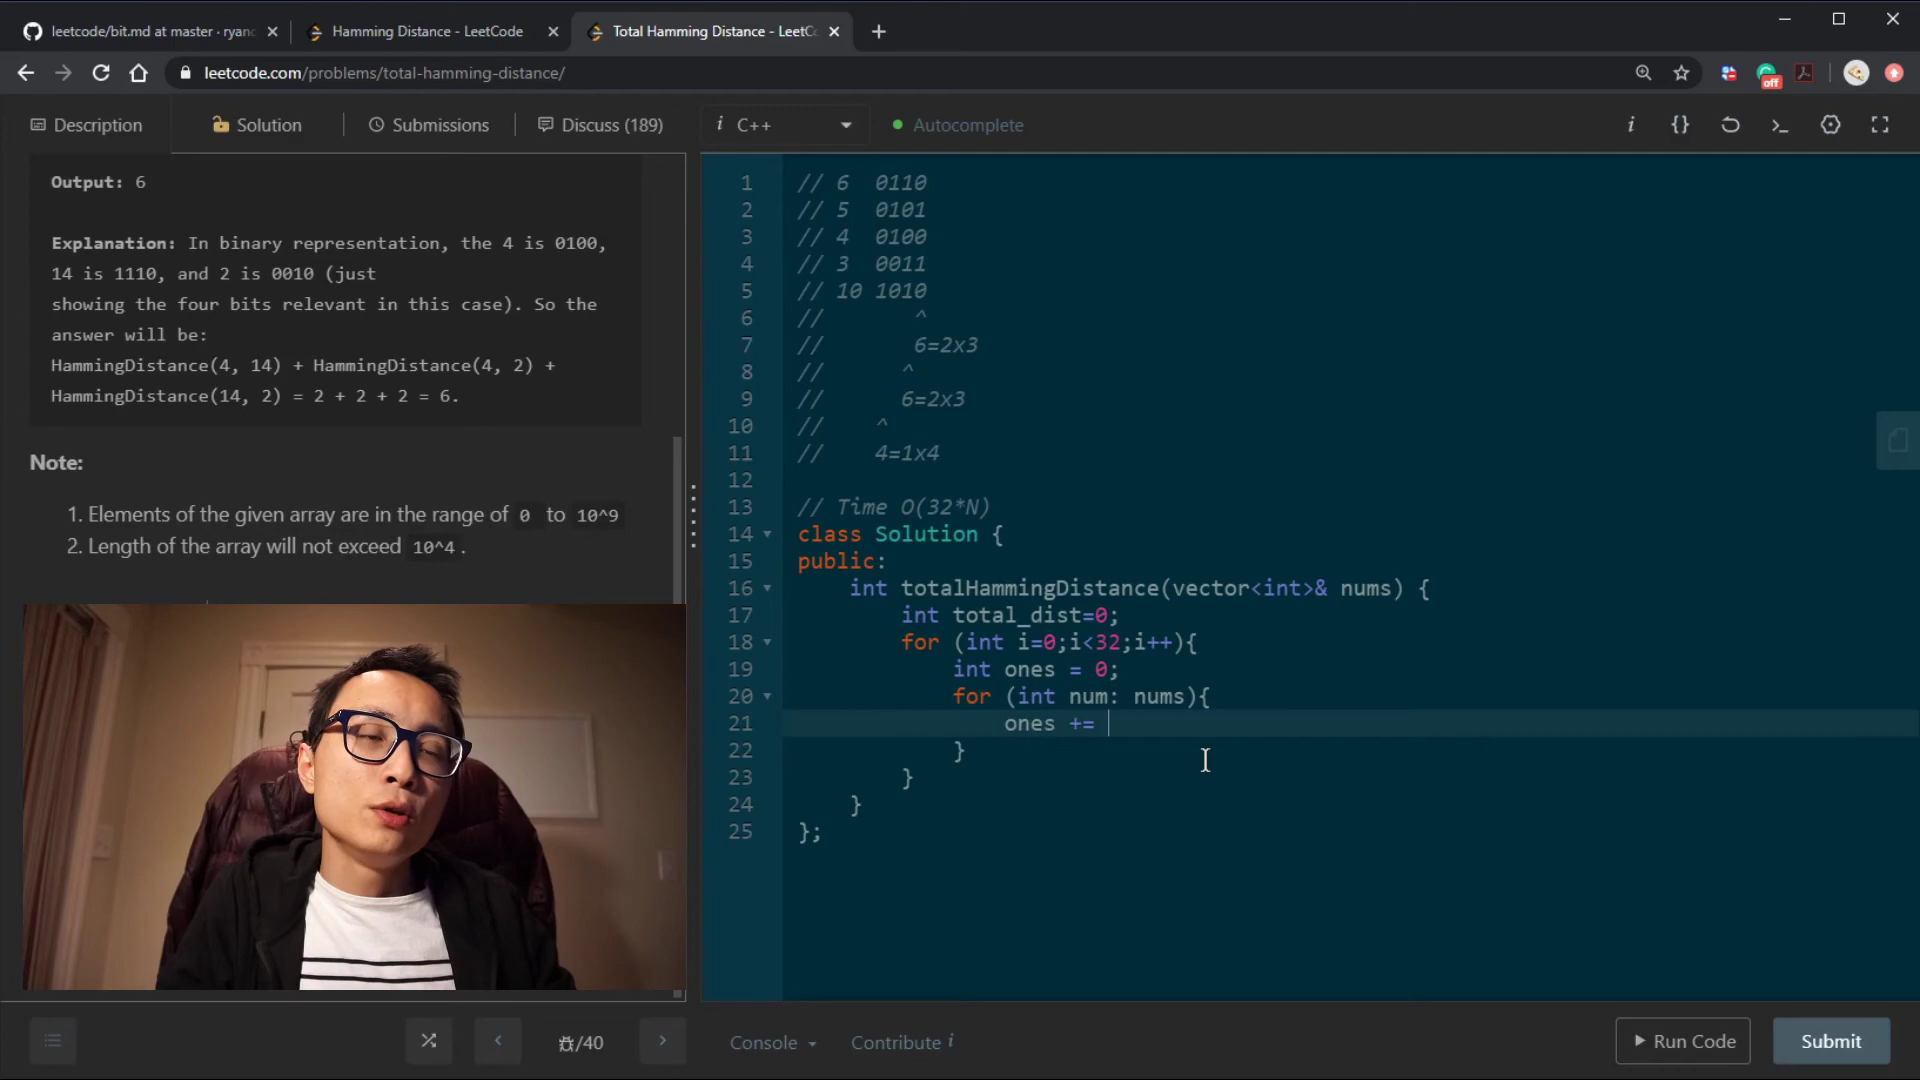 leetcode/bit.md at master · ryanc
Hamming Distance - LeetCode
Total Hamming Distance - LeetC
leetcode.com/problems/total-hamming-distance/
off
Description
Solution
Submissions
Discuss (189)
i C++
Autocomplete
Output: 6
Explanation: In binary representation, the 4 is 0100,
14 is 1110, and 2 is 0010 (just
showing the four bits relevant in this case). So the
answer will be:
HammingDistance(4, 14) + HammingDistance(4, 2) +
HammingDistance(14, 2) = 2 + 2 + 2 = 6.
Note:
1. Elements of the given array are in the range of 0 to 10^9
2. Length of the array will not exceed 10^4 .
1 // 6 0110
2 // 5 0101
3 // 4 0100
4 // 3 0011
5 // 10 1010
6 // ^
7 // 6=2x3
8 // ^
9 // 6=2x3
10 // ^
11 // 4=1x4
12
13 // Time O(32*N)
14 class Solution {
15 public:
16 int totalHammingDistance(vector<int>& nums) {
17 int total_dist=0;
18 for (int i=0;i<32;i++){
19 int ones = 0;
20 for (int num: nums){
21 ones +=
22 }
23 }
24 }
25 };
/40
Console
Contribute i
Run Code
Submit